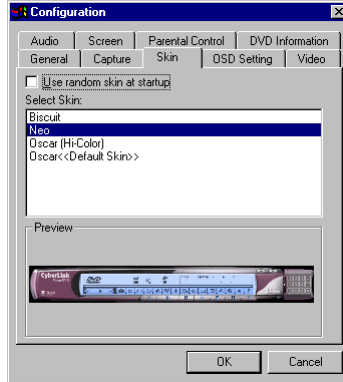 Configuration
Audio Screen Parental Control DVD Information
General Capture Skin OSD Setting Video
Use random skin at startup
Select Skin:
Biscuit
Neo
Oscar (Hi-Color)
Oscar<<Default Skin>>
Preview
CyberLink
OK Cancel